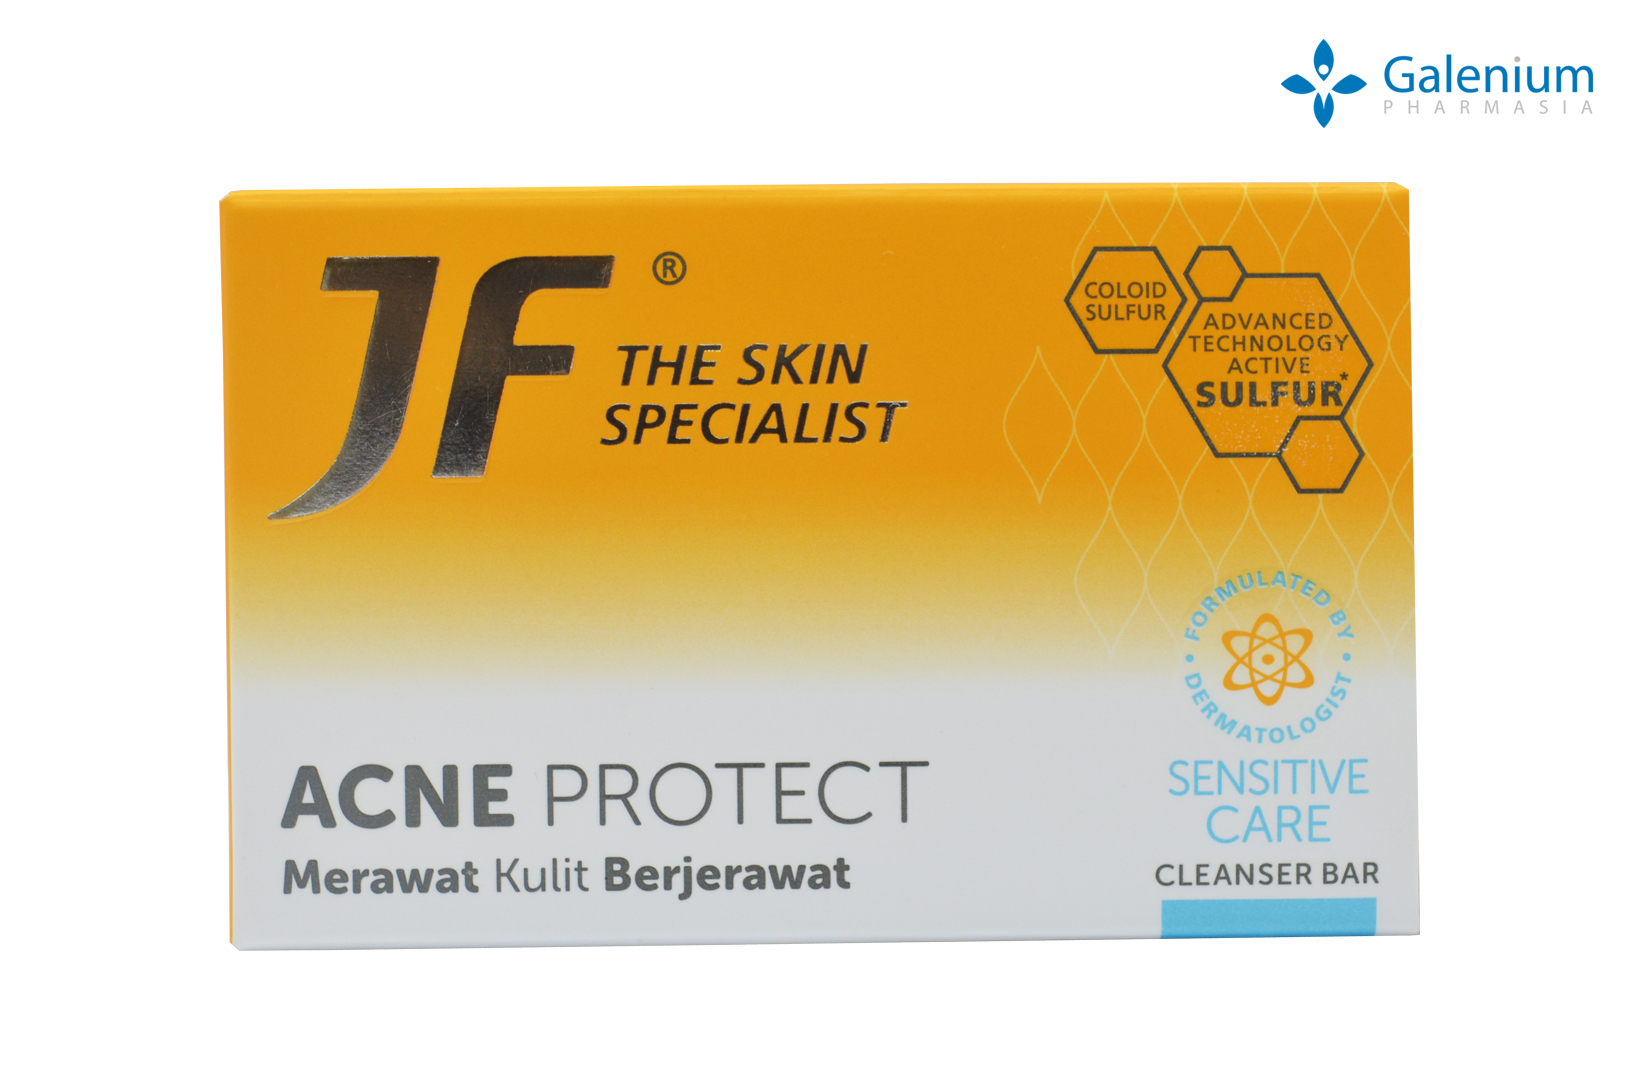 Galenium
PHARMASIA
JF ®
THE SKIN
SPECIALIST
COLOID
SULFUR
ADVANCED
TECHNOLOGY
ACTIVE
SULFUR*
FORMULATED BY
• DERMATOLOGIST •
ACNE PROTECT
Merawat Kulit Berjerawat
SENSITIVE
CARE
CLEANSER BAR